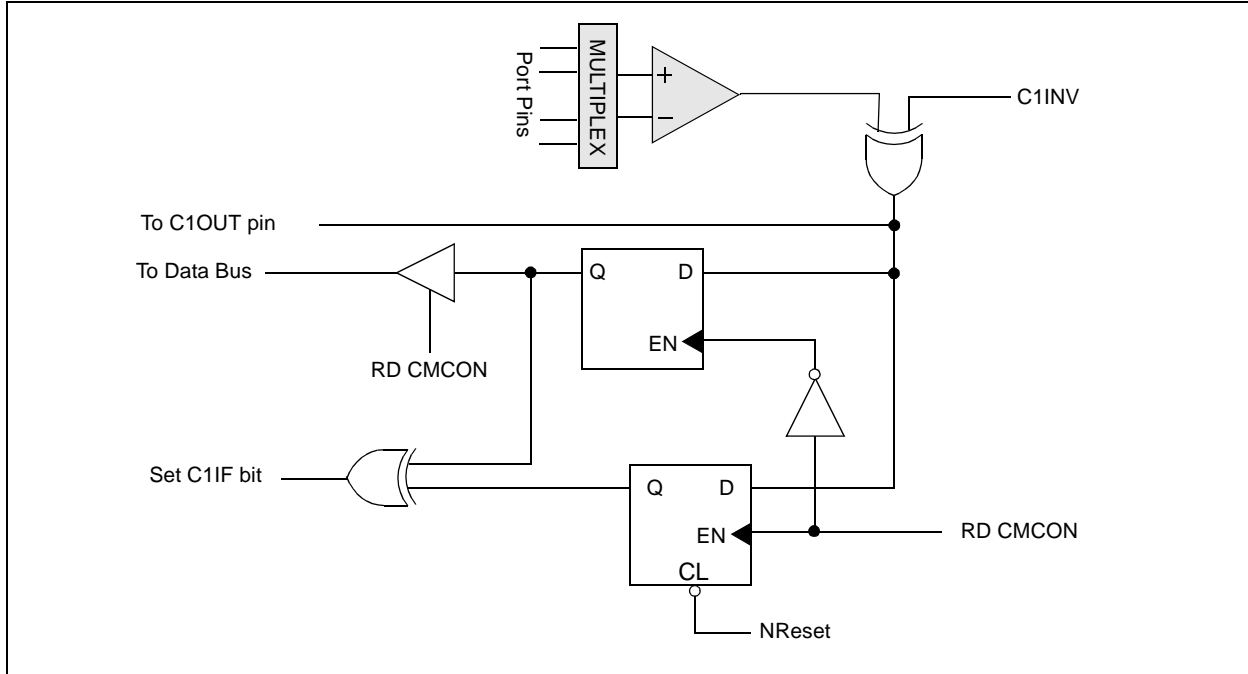 Port Pins
MULTIPLEX
+
−
C1INV
To C1OUT pin
To Data Bus
Q
D
EN
RD CMCON
Set C1IF bit
Q
D
EN
RD CMCON
CL
NReset